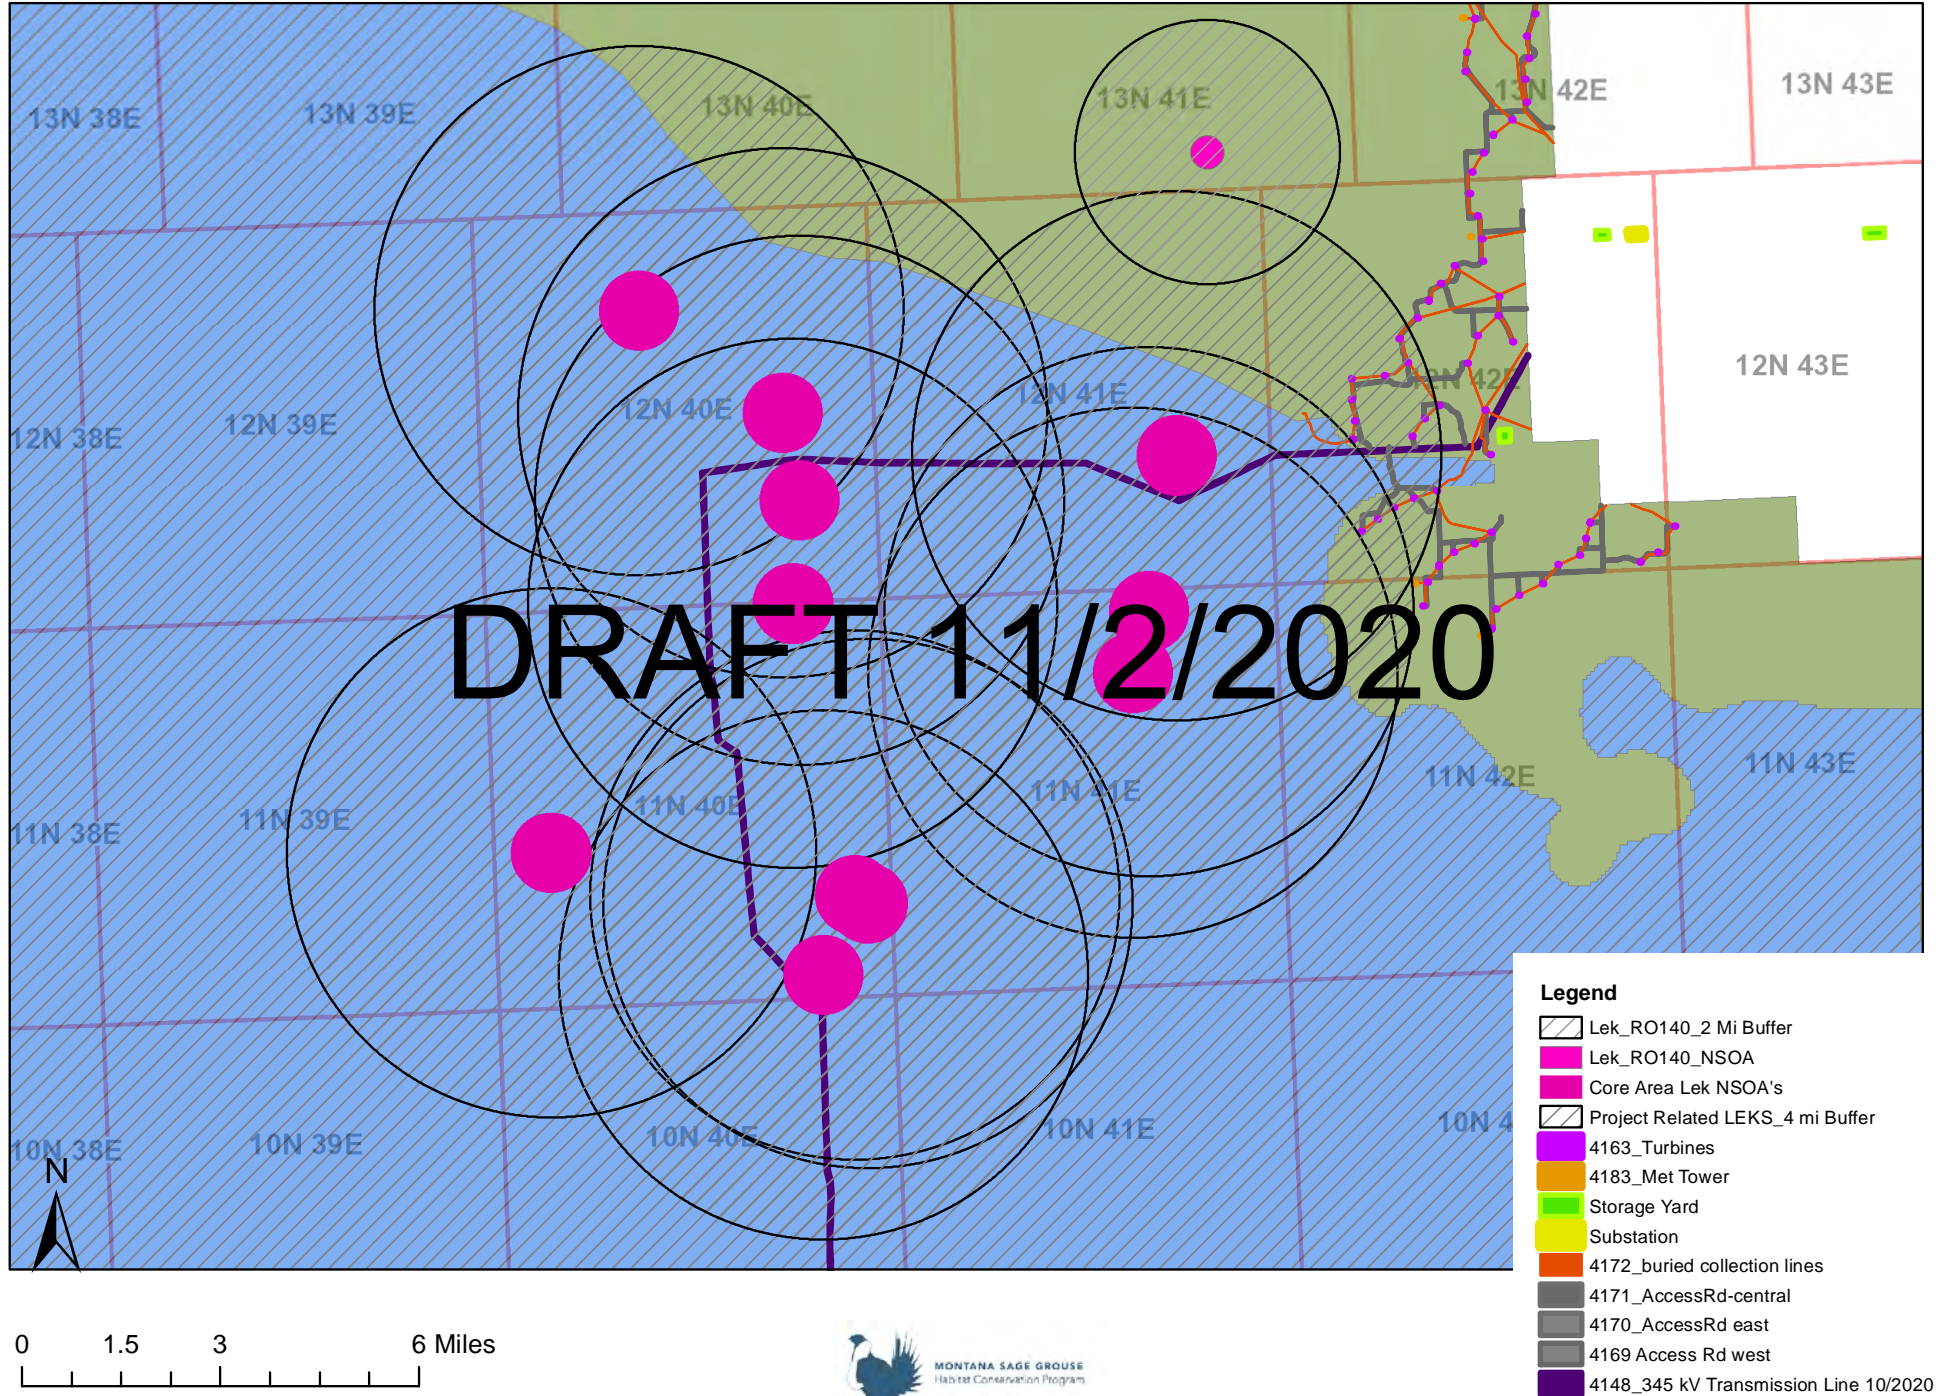 13N 38E
13N 39E
13N 40E
13N 41E
13N 42E
13N 43E
12N 38E
12N 39E
12N 40E
12N 41E
12N 42E
12N 43E
DRAFT 11/2/2020
11N 38E
11N 39E
11N 40E
11N 41E
11N 42E
11N 43E
10N 38E
10N 39E
10N 40E
10N 41E
10N 4
N
Legend
Lek_RO140_2 Mi Buffer
Lek_RO140_NSOA
Core Area Lek NSOA's
Project Related LEKS_4 mi Buffer
4163_Turbines
4183_Met Tower
Storage Yard
Substation
4172_buried collection lines
4171_AccessRd-central
4170_AccessRd east
4169 Access Rd west
4148_345 kV Transmission Line 10/2020
0 1.5 3 6 Miles
MONTANA SAGE GROUSE
Habitat Conservation Program